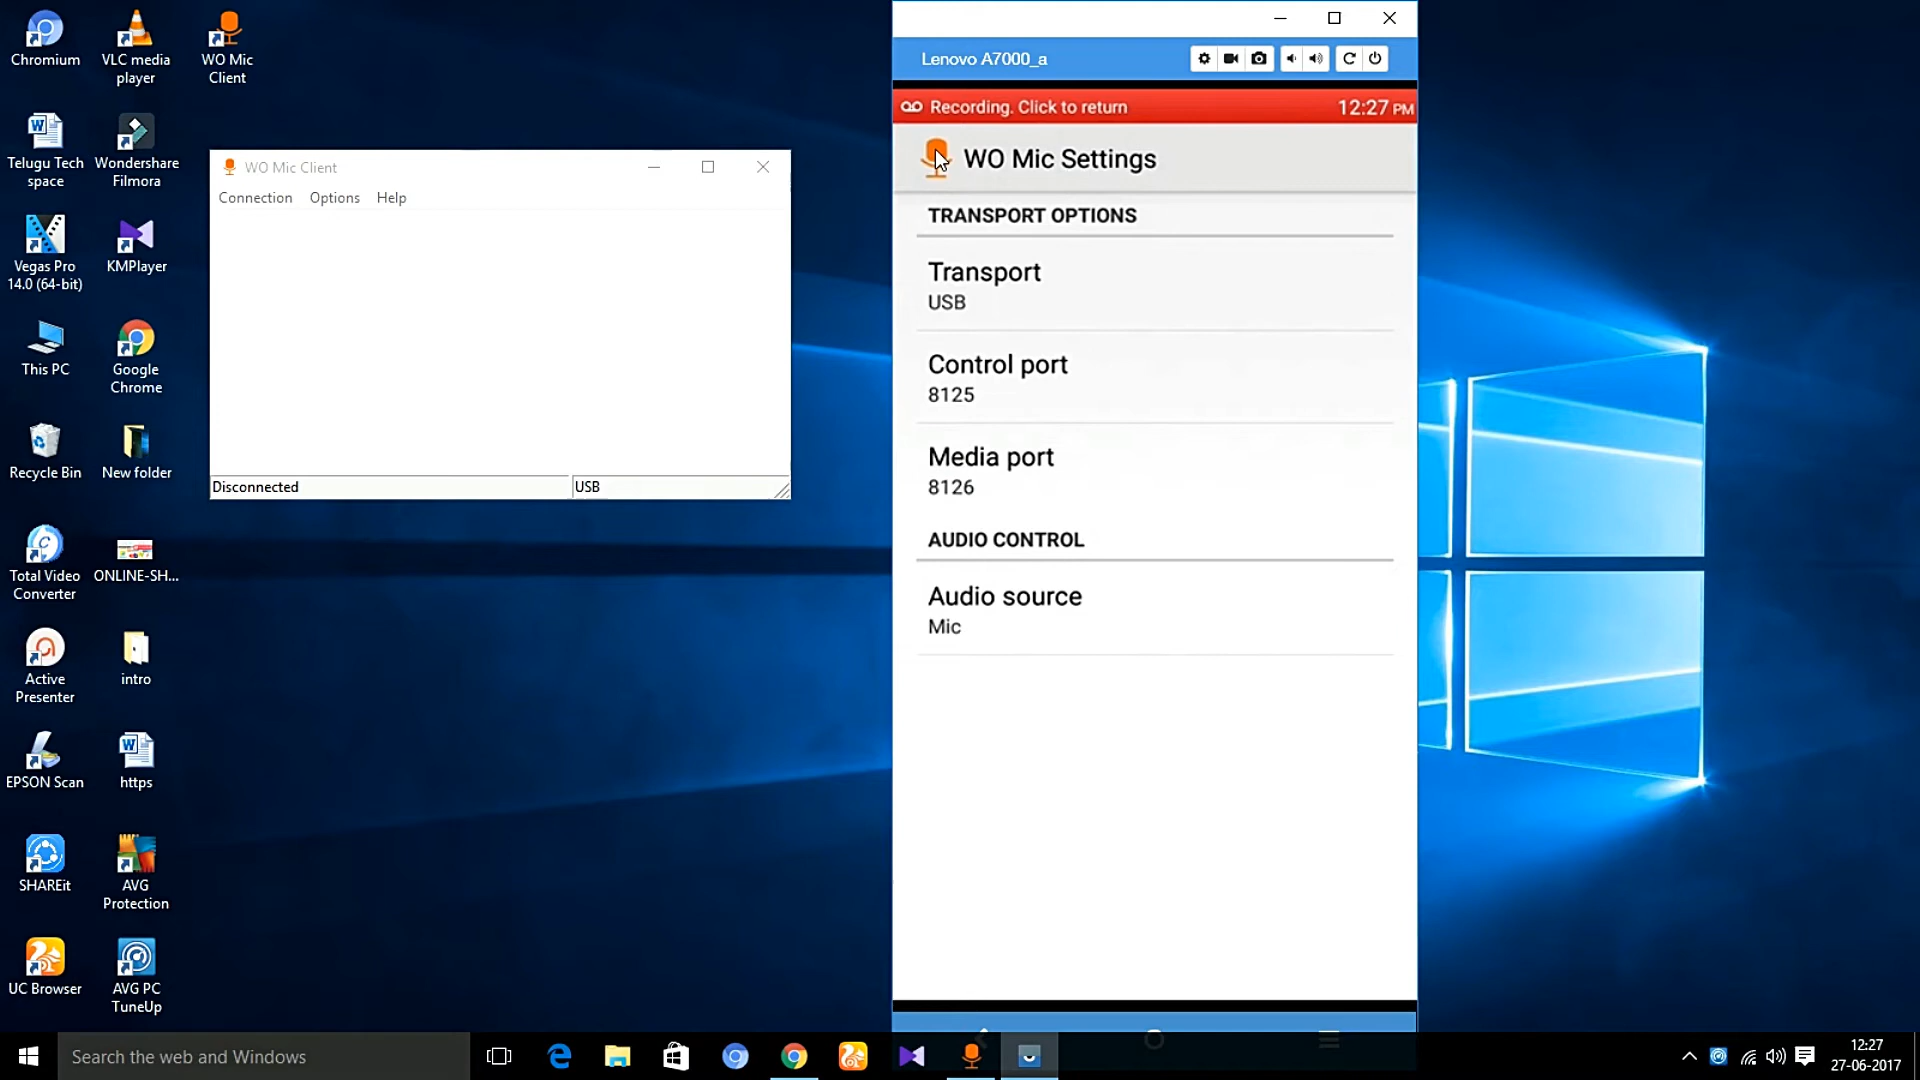 Chromium
VLC media
player
WO Mic
Client
Telugu Tech
space
Wondershare
Filmora
Vegas Pro
14.0 (64-bit)
KMPlayer
This PC
Google
Chrome
Recycle Bin
New folder
Total Video
Converter
ONLINE-SH...
Active
Presenter
intro
EPSON Scan
https
SHAREit
AVG
Protection
UC Browser
AVG PC
TuneUp
WO Mic Client
Connection Options Help
Disconnected
USB
Lenovo A7000_a
Recording. Click to return
12:27 PM
WO Mic Settings
TRANSPORT OPTIONS
Transport
USB
Control port
8125
Media port
8126
AUDIO CONTROL
Audio source
Mic
Search the web and Windows
12:27
27-06-2017